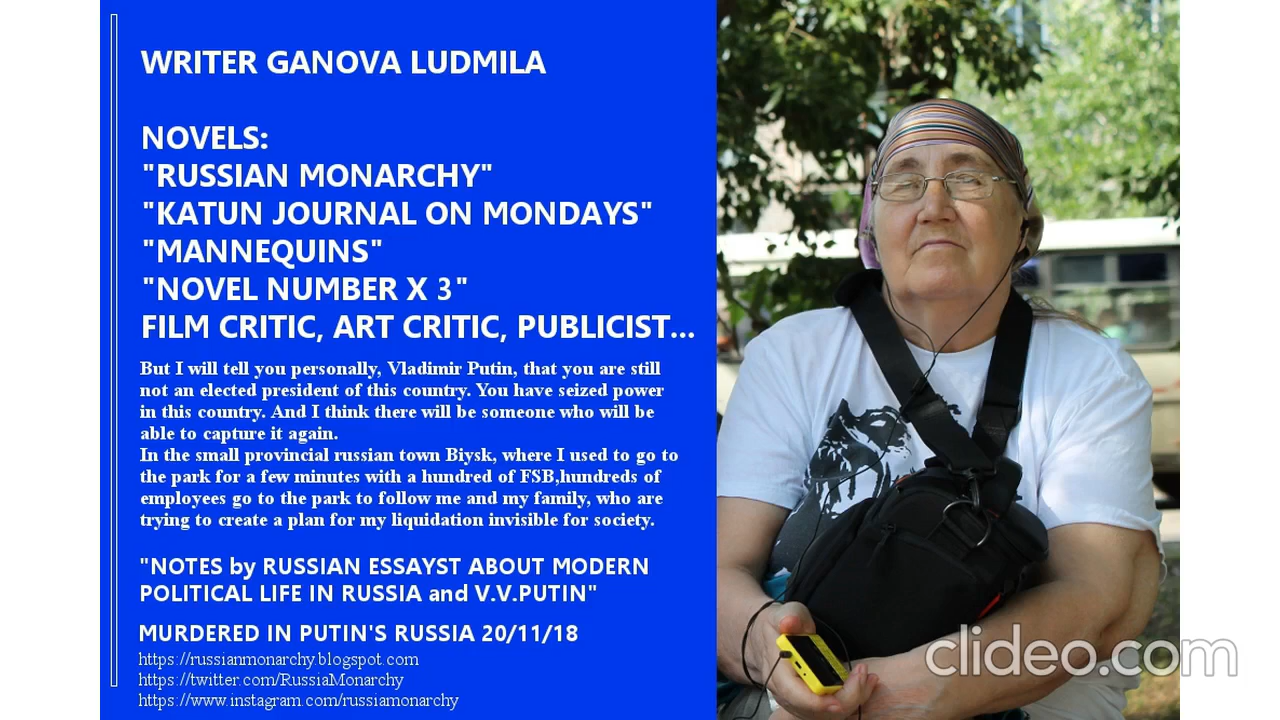 WRITER GANOVA LUDMILA
NOVELS:
"RUSSIAN MONARCHY"
"KATUN JOURNAL ON MONDAYS"
"MANNEQUINS"
"NOVEL NUMBER X 3"
FILM CRITIC, ART CRITIC, PUBLICIST...
But I will tell you personally, Vladimir Putin, that you are still
not an elected president of this country. You have seized power
in this country. And I think there will be someone who will be
able to capture it again.
In the small provincial russian town Biysk, where I used to go to
the park for a few minutes with a hundred of FSB,hundreds of
employees go to the park to follow me and my family, who are
trying to create a plan for my liquidation invisible for society.
"NOTES by RUSSIAN ESSAYST ABOUT MODERN
POLITICAL LIFE IN RUSSIA and V.V.PUTIN"
MURDERED IN PUTIN'S RUSSIA 20/11/18
https://russianmonarchy.blogspot.com
https://twitter.com/RussiaMonarchy
https://www.instagram.com/russiamonarchy
clideo.com